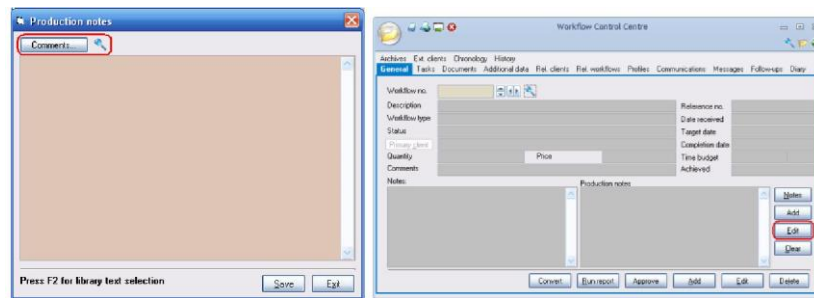 Production notes
Comments...
Press F2 for library text selection
Save Exit
Workflow Control Centre
Archives Ext. clients Chronology History
General Tasks Documents Additional data Rel. clients Rel. workflows Profiles Communications Messages Follow-ups Diary
Workflow no.
Description Reference no.
Workflow type Date received
Status Target date
Primary client Completion date
Quantity Price Time budget
Comments Achieved
Notes: Production notes
Notes
Add
Edit
Clear
Convert Run report Approve Add Edit Delete